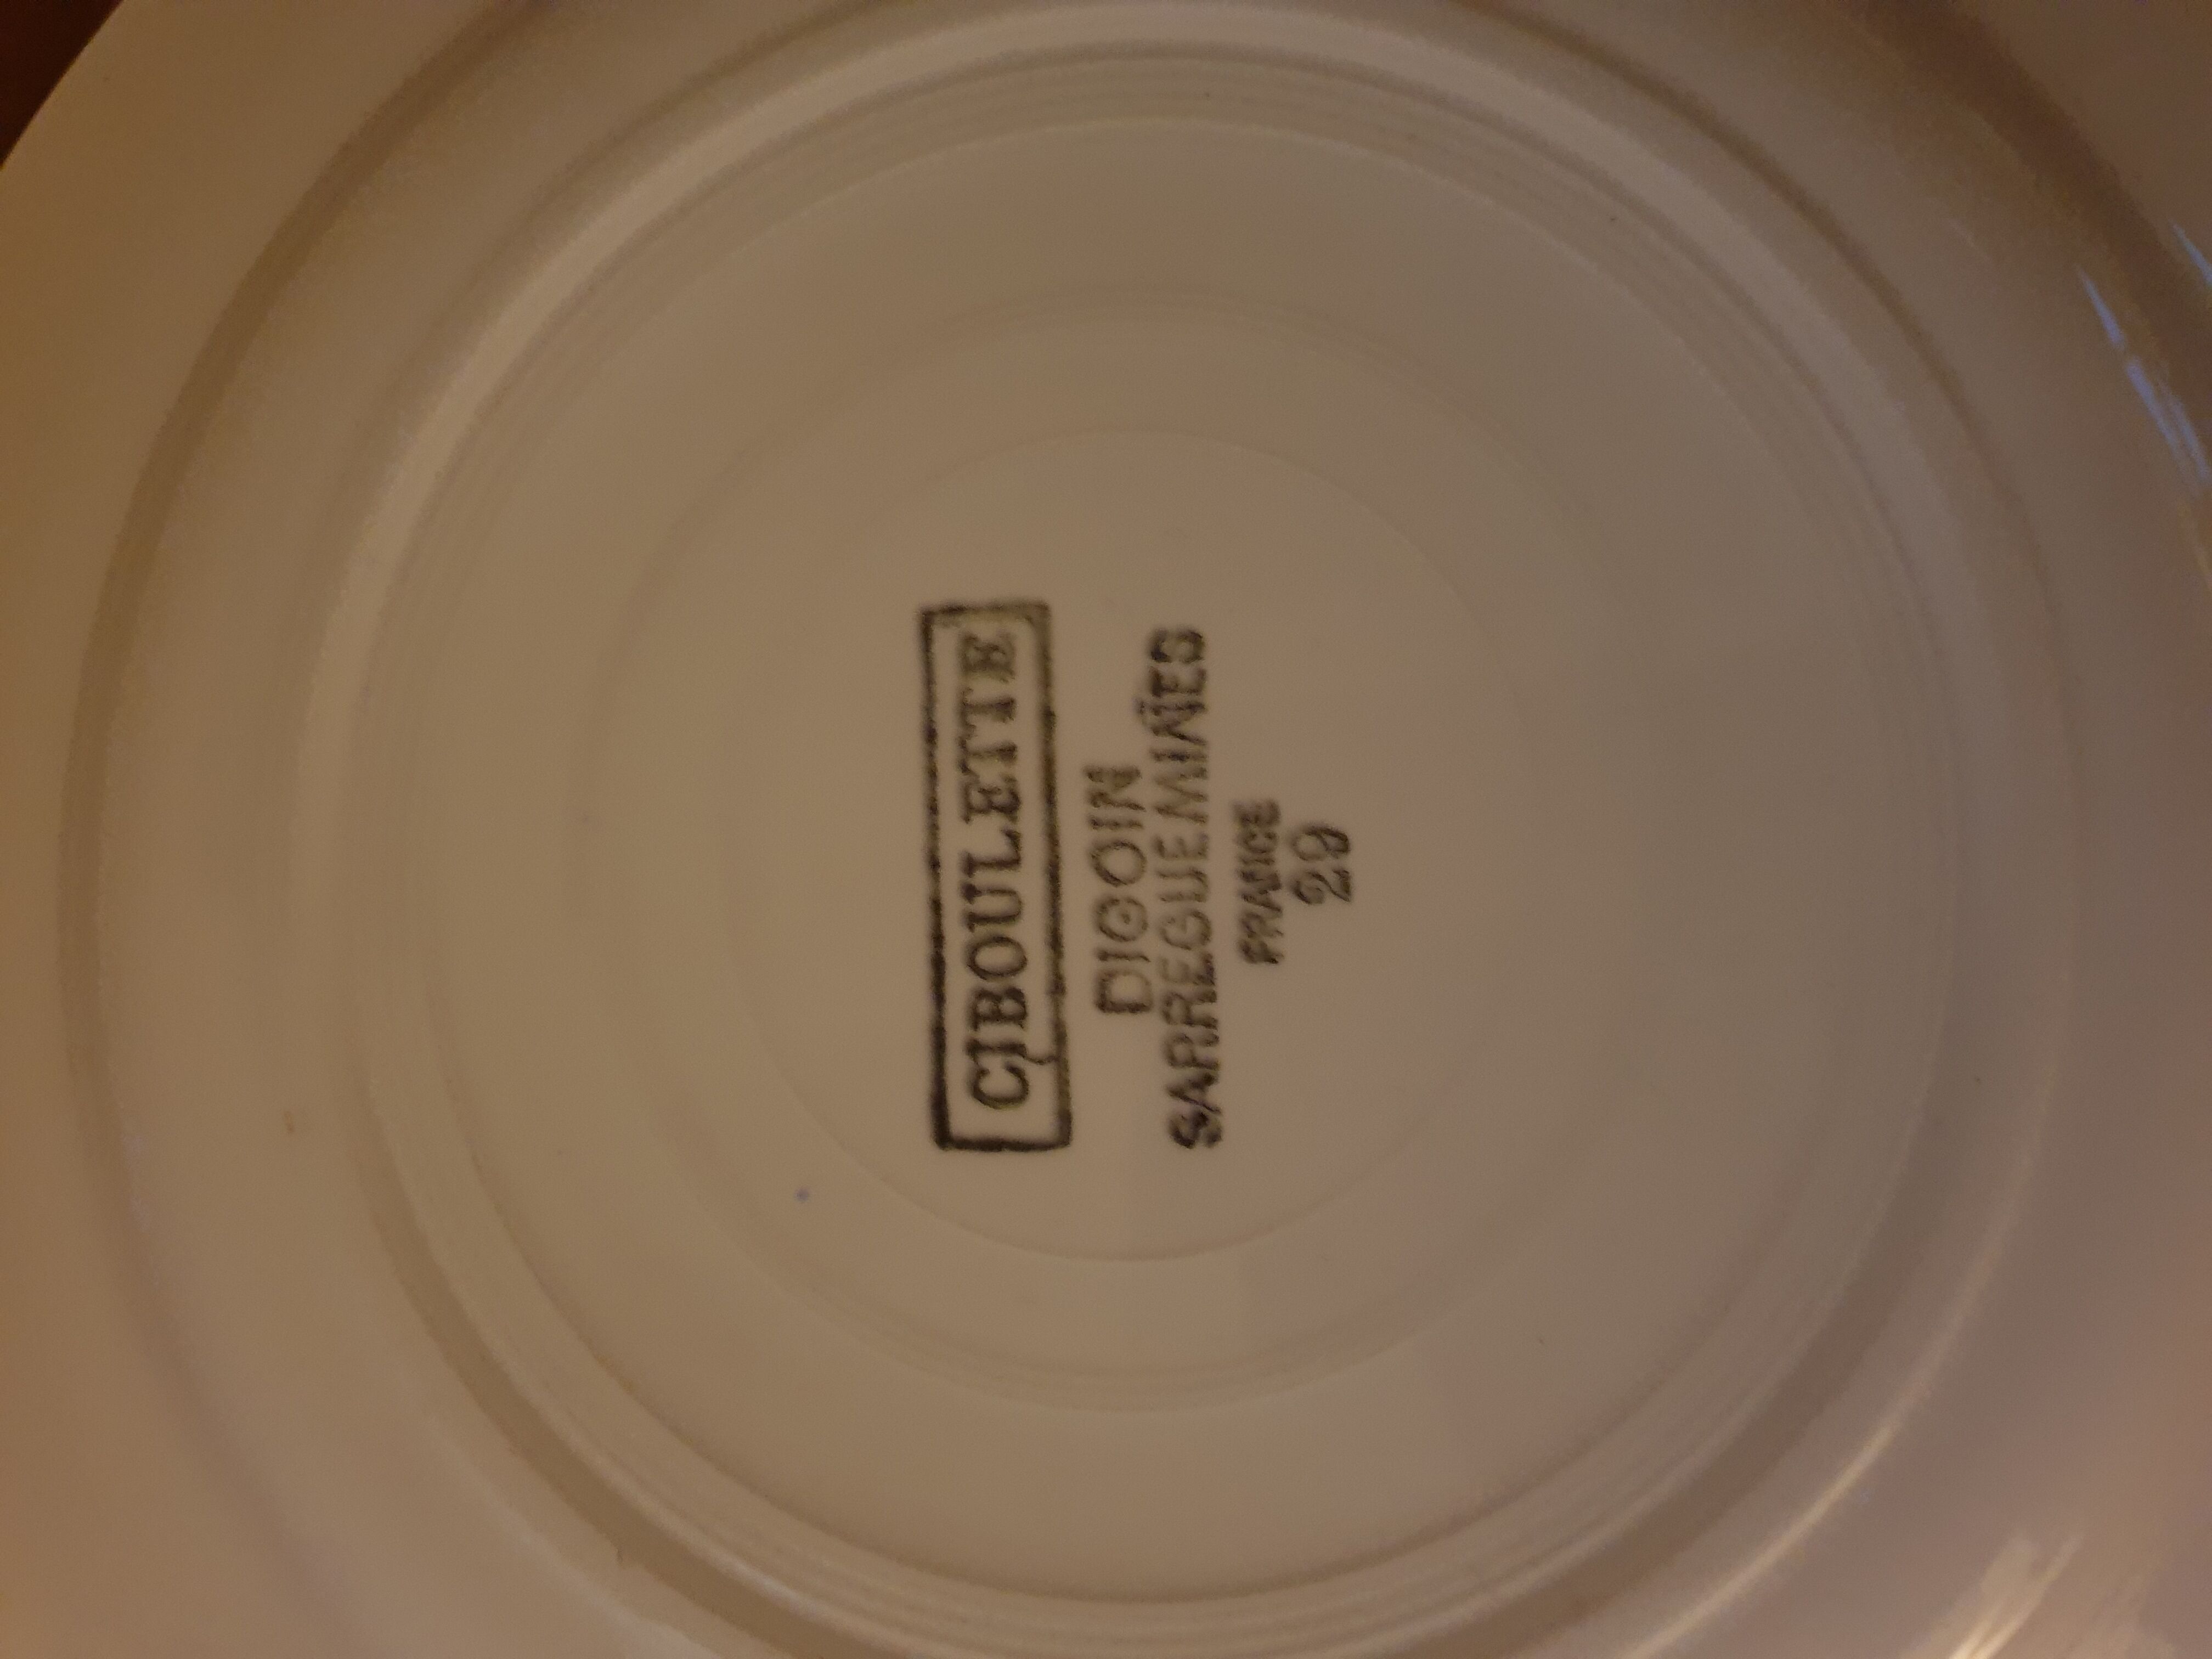 CIBOULETTE
DIGOIN
SARREGUEMINES
FRANCE
29